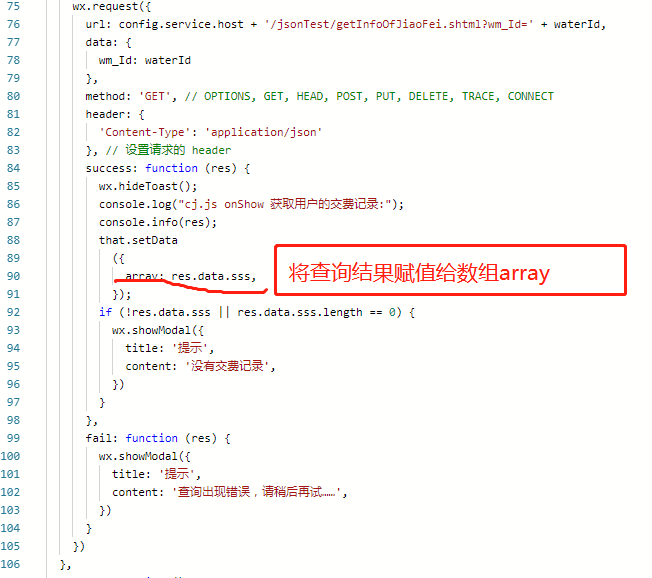 75 wx.request({
76 url: config.service.host + '/jsonTest/getInfoOfJiaoFei.shtml?wm_Id=' + waterId,
77 data: {
78 wm_Id: waterId
79 },
80 method: 'GET', // OPTIONS, GET, HEAD, POST, PUT, DELETE, TRACE, CONNECT
81 header: {
82 'Content-Type': 'application/json'
83 }, // 设置请求的 header
84 success: function (res) {
85 wx.hideToast();
86 console.log("cj.js onShow 获取用户的交费记录:");
87 console.info(res);
88 that.setData
89 ({
90 array: res.data.sss,
将查询结果赋值给数组array
91 });
92 if (!res.data.sss || res.data.sss.length == 0) {
93 wx.showModal({
94 title: '提示',
95 content: '没有交费记录',
96 })
97 }
98 },
99 fail: function (res) {
100 wx.showModal({
101 title: '提示',
102 content: '查询出现错误，请稍后再试……',
103 })
104 }
105 })
106 },